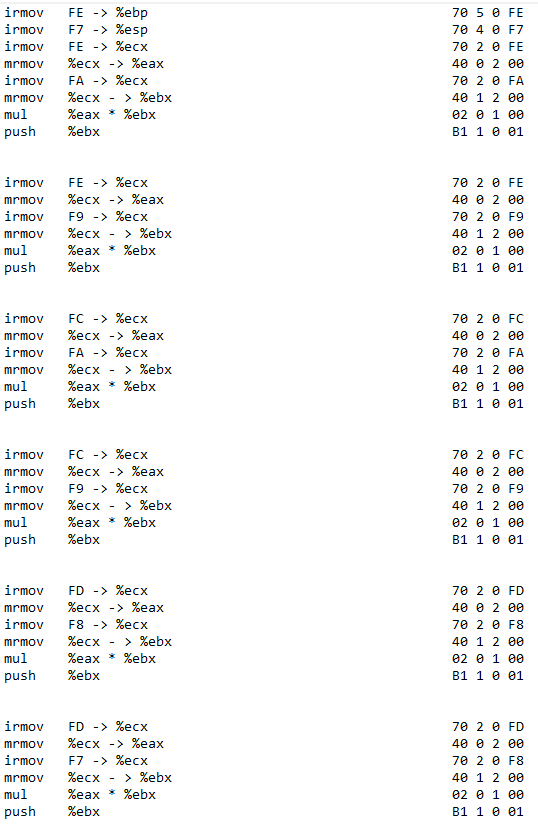 irmov   FE -> %ebp                                      70 5 0 FE
irmov   F7 -> %esp                                      70 4 0 F7
irmov   FE -> %ecx                                      70 2 0 FE
mrmov   %ecx -> %eax                                    40 0 2 00
irmov   FA -> %ecx                                      70 2 0 FA
mrmov   %ecx - > %ebx                                   40 1 2 00
mul     %eax * %ebx                                     02 0 1 00
push    %ebx                                            B1 1 0 01
irmov   FE -> %ecx                                      70 2 0 FE
mrmov   %ecx -> %eax                                    40 0 2 00
irmov   F9 -> %ecx                                      70 2 0 F9
mrmov   %ecx - > %ebx                                   40 1 2 00
mul     %eax * %ebx                                     02 0 1 00
push    %ebx                                            B1 1 0 01
irmov   FC -> %ecx                                      70 2 0 FC
mrmov   %ecx -> %eax                                    40 0 2 00
irmov   FA -> %ecx                                      70 2 0 FA
mrmov   %ecx - > %ebx                                   40 1 2 00
mul     %eax * %ebx                                     02 0 1 00
push    %ebx                                            B1 1 0 01
irmov   FC -> %ecx                                      70 2 0 FC
mrmov   %ecx -> %eax                                    40 0 2 00
irmov   F9 -> %ecx                                      70 2 0 F9
mrmov   %ecx - > %ebx                                   40 1 2 00
mul     %eax * %ebx                                     02 0 1 00
push    %ebx                                            B1 1 0 01
irmov   FD -> %ecx                                      70 2 0 FD
mrmov   %ecx -> %eax                                    40 0 2 00
irmov   F8 -> %ecx                                      70 2 0 F8
mrmov   %ecx - > %ebx                                   40 1 2 00
mul     %eax * %ebx                                     02 0 1 00
push    %ebx                                            B1 1 0 01
irmov   FD -> %ecx                                      70 2 0 FD
mrmov   %ecx -> %eax                                    40 0 2 00
irmov   F7 -> %ecx                                      70 2 0 F8
mrmov   %ecx - > %ebx                                   40 1 2 00
mul     %eax * %ebx                                     02 0 1 00
push    %ebx                                            B1 1 0 01